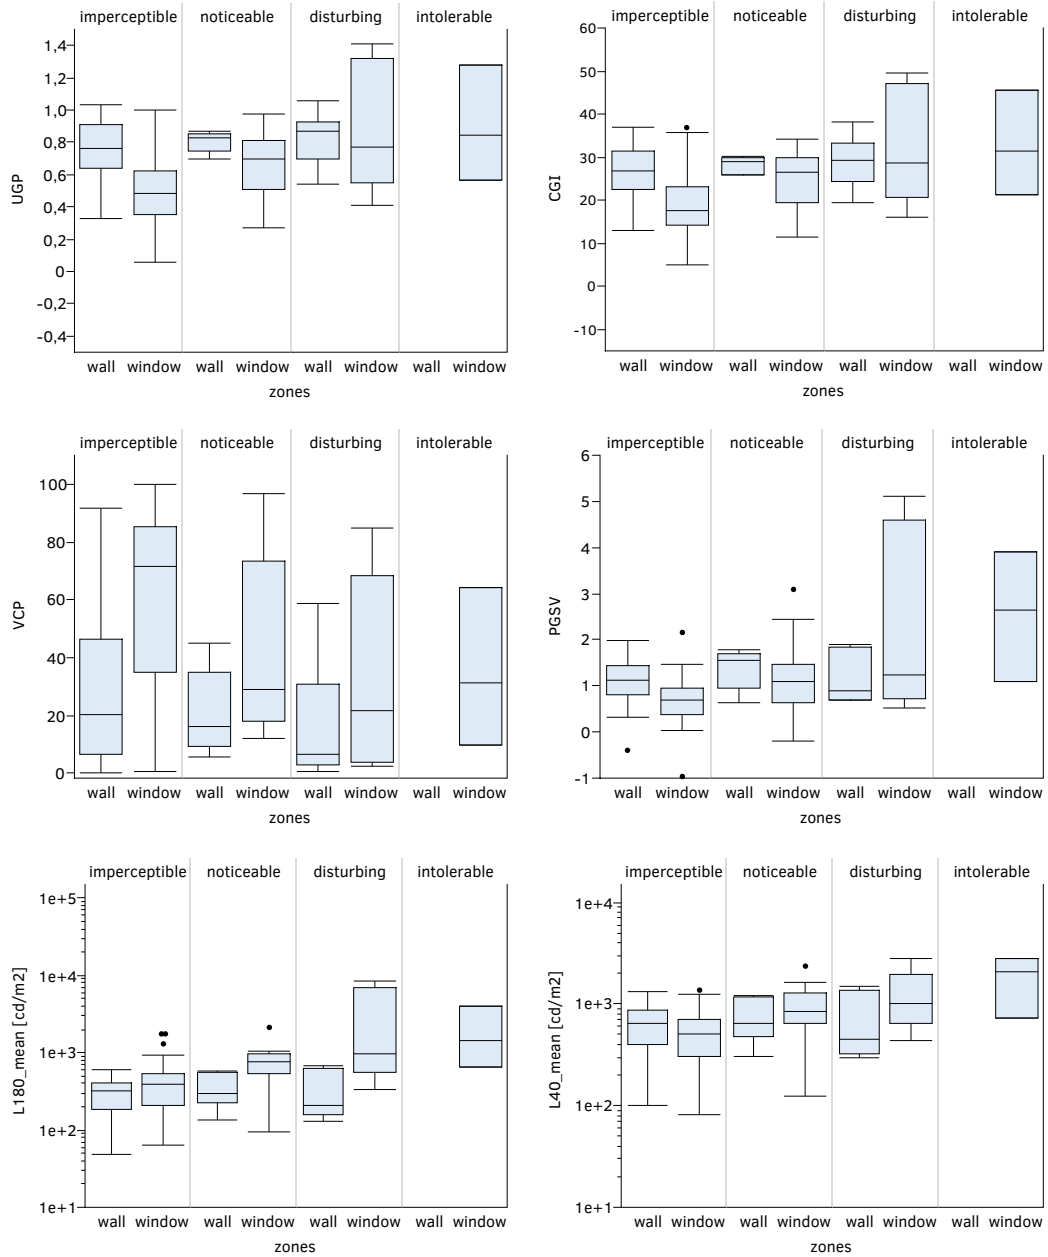 imperceptible noticeable disturbing intolerable
1,4
1,2
1,0
0,8
0,6
0,4
0,2
0
-0,2
-0,4
UGP
wall window wall window wall window wall window
zones
imperceptible noticeable disturbing intolerable
60
50
40
30
20
10
0
-10
CGI
wall window wall window wall window wall window
zones
imperceptible noticeable disturbing intolerable
100
80
60
40
20
0
VCP
wall window wall window wall window wall window
zones
imperceptible noticeable disturbing intolerable
6
5
4
3
2
1
0
-1
PGSV
wall window wall window wall window wall window
zones
imperceptible noticeable disturbing intolerable
1e+5
1e+4
1e+3
1e+2
1e+1
L180_mean [cd/m2]
wall window wall window wall window wall window
zones
imperceptible noticeable disturbing intolerable
1e+4
1e+3
1e+2
1e+1
L40_mean [cd/m2]
wall window wall window wall window wall window
zones